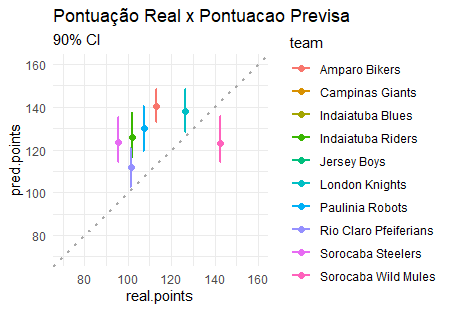 Pontuação Real x Pontuacao Previsa
90% CI
team
160
140
120
100
80
pred.points
80
100
120
140
160
real.points
Amparo Bikers
Campinas Giants
Indaiatuba Blues
Indaiatuba Riders
Jersey Boys
London Knights
Paulinia Robots
Rio Claro Pfeiferians
Sorocaba Steelers
Sorocaba Wild Mules